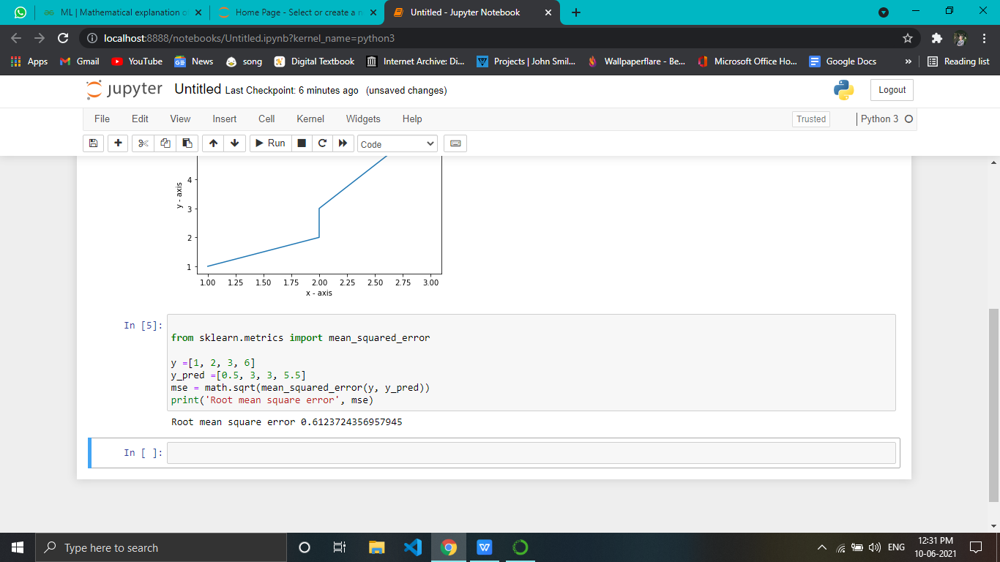 ML | Mathematical explanation o
Home Page - Select or create a n
Untitled - Jupyter Notebook
localhost:8888/notebooks/Untitled.ipynb?kernel_name=python3
Apps Gmail YouTube News song Digital Textbook Internet Archive: Di... Projects | John Smil... Wallpaperflare - Be... Microsoft Office Ho... Google Docs » Reading list
jupyter Untitled Last Checkpoint: 6 minutes ago (unsaved changes) Logout
File Edit View Insert Cell Kernel Widgets Help Trusted Python 3
Run Code
4
3
2
1
y - axis
1.00 1.25 1.50 1.75 2.00 2.25 2.50 2.75 3.00
x - axis
In [5]:
from sklearn.metrics import mean_squared_error
y =[1, 2, 3, 6]
y_pred =[0.5, 3, 3, 5.5]
mse = math.sqrt(mean_squared_error(y, y_pred))
print('Root mean square error', mse)
Root mean square error 0.6123724356957945
In [ ]:
Type here to search
ENG
12:31 PM
10-06-2021